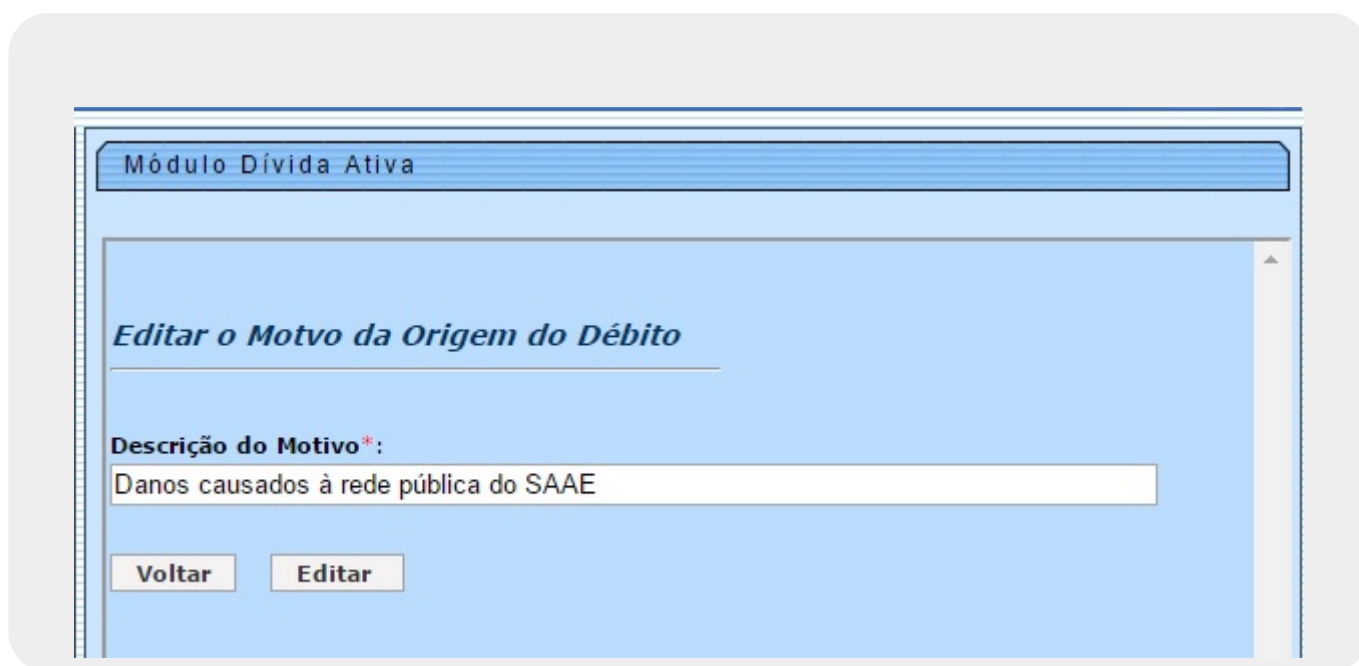 Módulo Dívida Ativa
Editar o Motvo da Origem do Débito
Descrição do Motivo*:
Danos causados à rede pública do SAAE
Voltar Editar